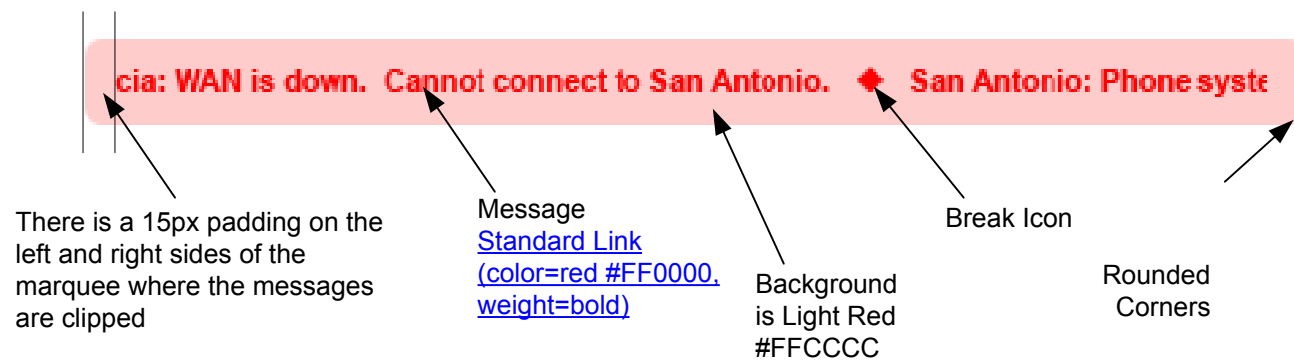 cia: WAN is down.  Cannot connect to San Antonio. ◆ San Antonio: Phone syste
There is a 15px padding on the
left and right sides of the
marquee where the messages
are clipped
Message
Standard Link
(color=red #FF0000,
weight=bold)
Background
is Light Red
#FFCCCC
Break Icon
Rounded
Corners